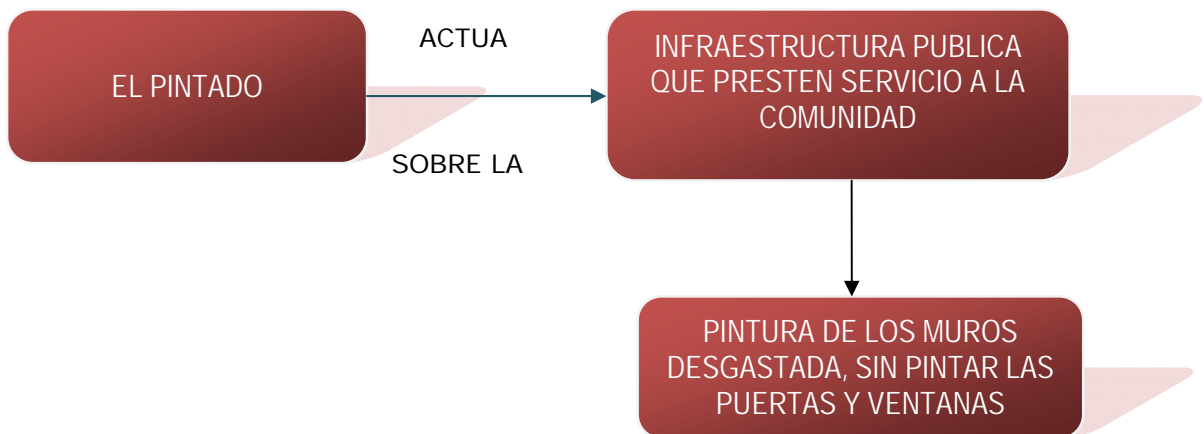 EL PINTADO
ACTUA
SOBRE LA
INFRAESTRUCTURA PUBLICA
QUE PRESTEN SERVICIO A LA
COMUNIDAD
PINTURA DE LOS MUROS
DESGASTADA, SIN PINTAR LAS
PUERTAS Y VENTANAS